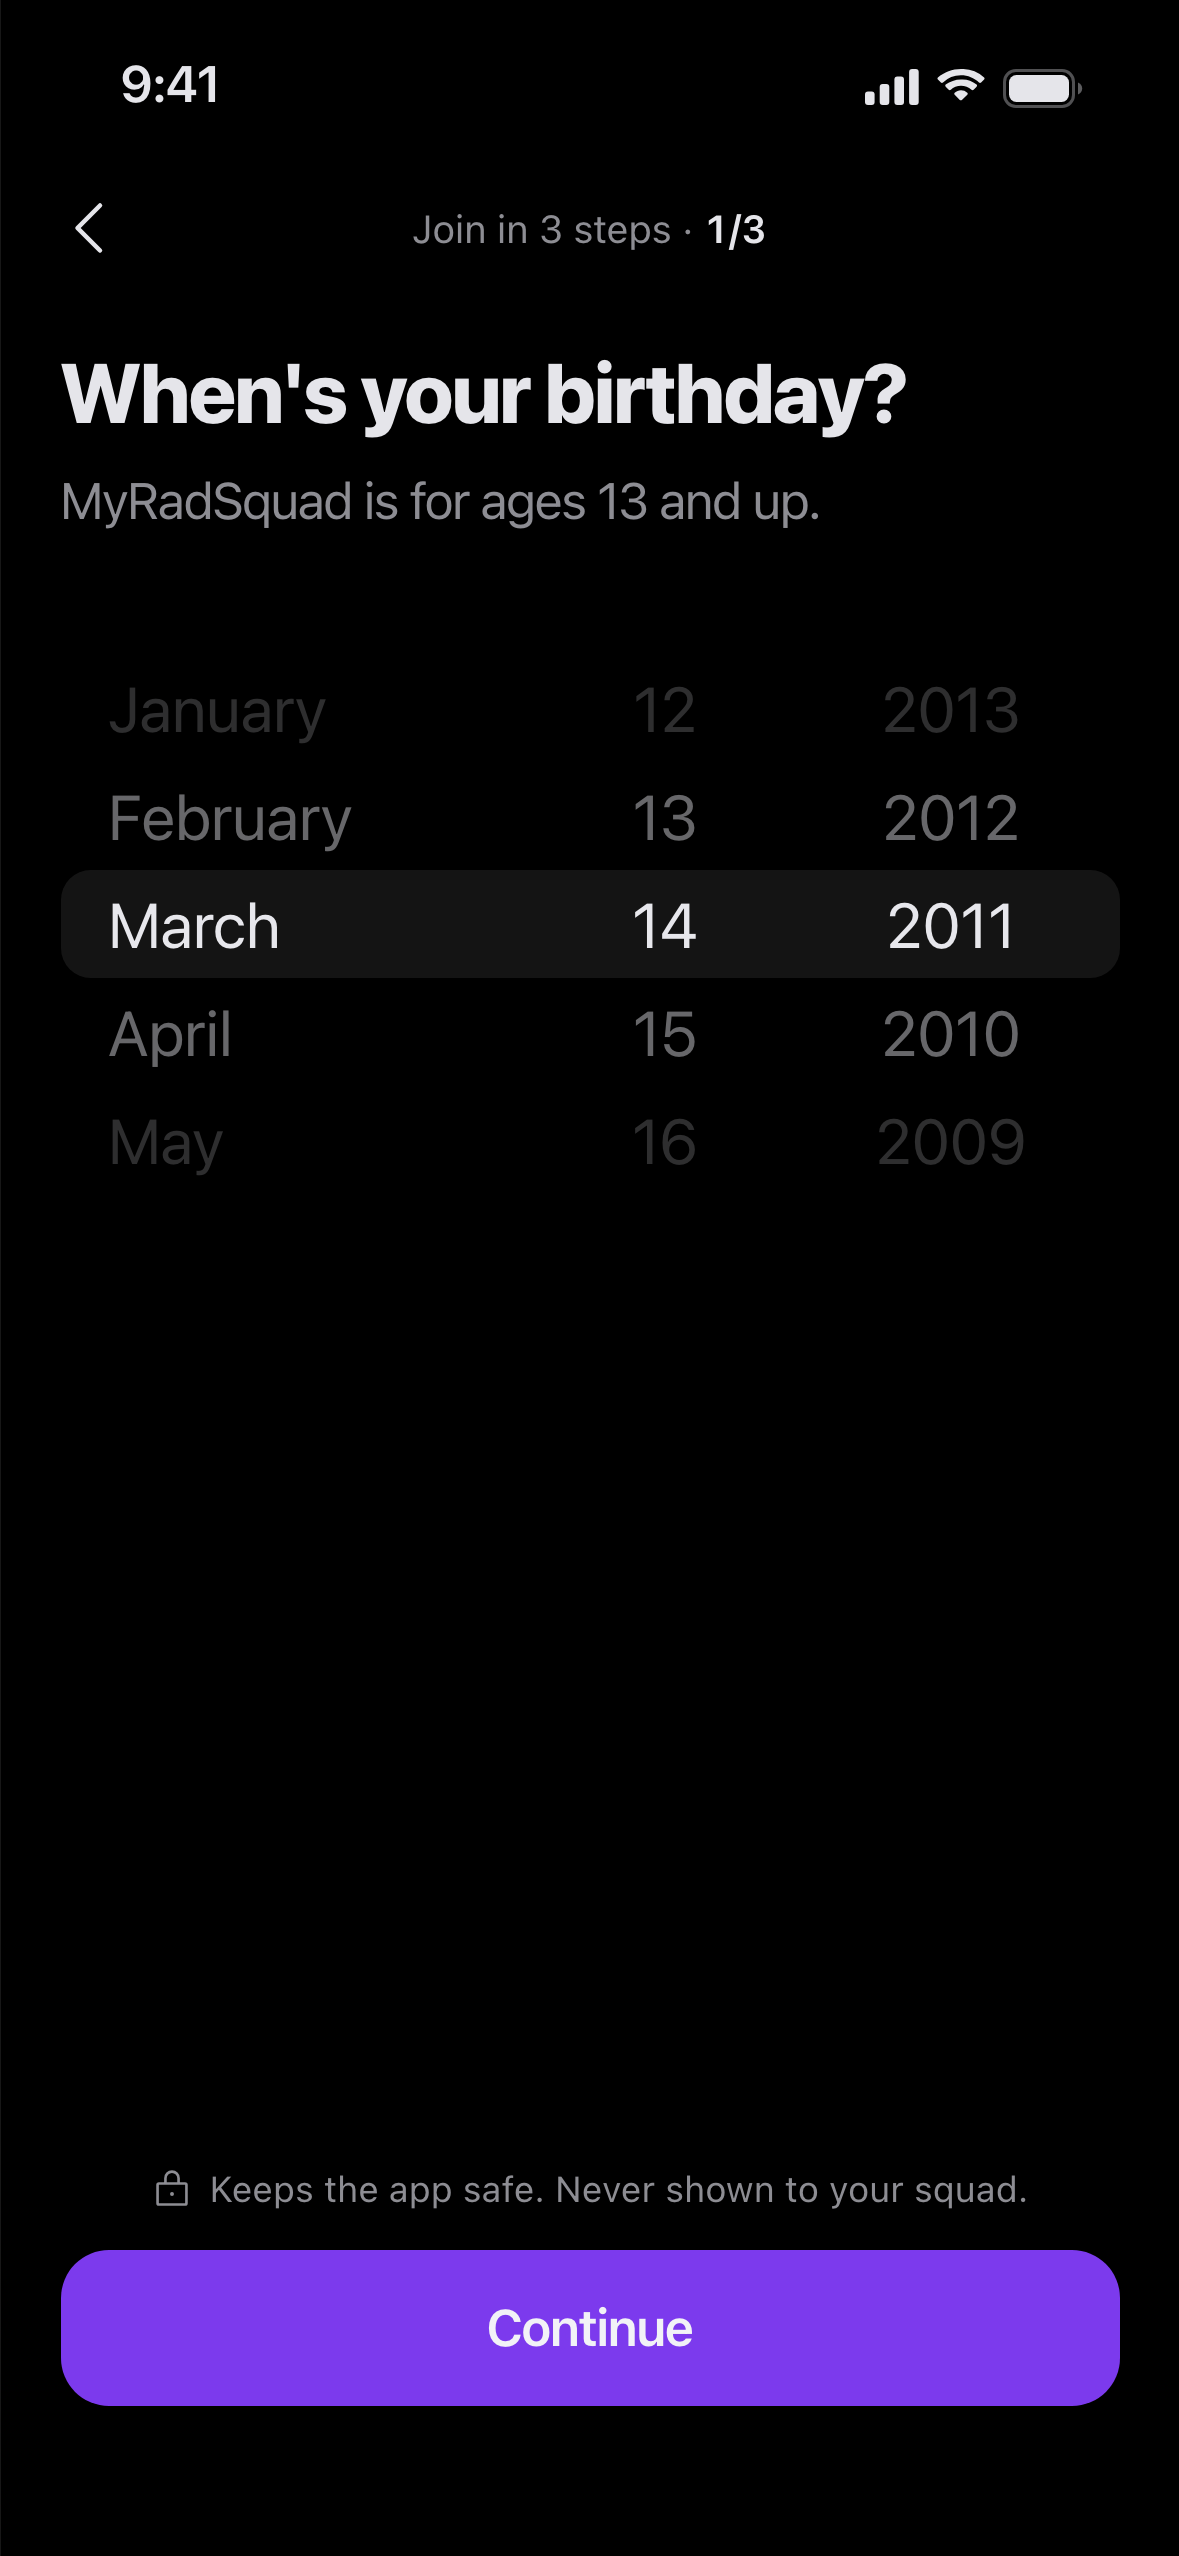 9:41
Join in 3 steps · 1/3
When's your birthday?
MyRadSquad is for ages 13 and up.
January 12 2013
February 13 2012
March 14 2011
April 15 2010
May 16 2009
Keeps the app safe. Never shown to your squad.
Continue